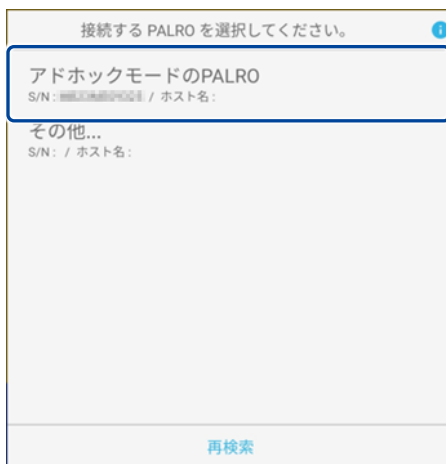 接続する PALRO を選択してください。
アドホックモードのPALRO
S/N: / ホスト名:
その他...
S/N: / ホスト名:
再検索